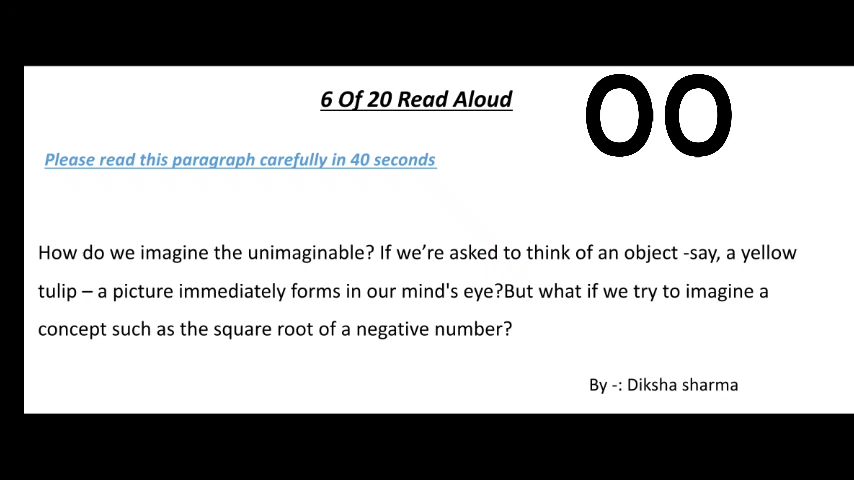 6 Of 20 Read Aloud
00
Please read this paragraph carefully in 40 seconds
How do we imagine the unimaginable? If we’re asked to think of an object -say, a yellow
tulip – a picture immediately forms in our mind's eye?But what if we try to imagine a
concept such as the square root of a negative number?
By -: Diksha sharma